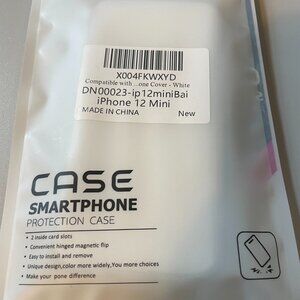 X004FKWXYD
Compatible with ...one Cover - White
DN00023-ip12miniBai
iPhone 12 Mini
MADE IN CHINA New
CASE
SMARTPHONE
PROTECTION CASE
• 2 inside card slots
• Convenient hinged magnetic flip
• Easy to install and remove
• Unique design,color more widely,You more choices
• Make your pone difference